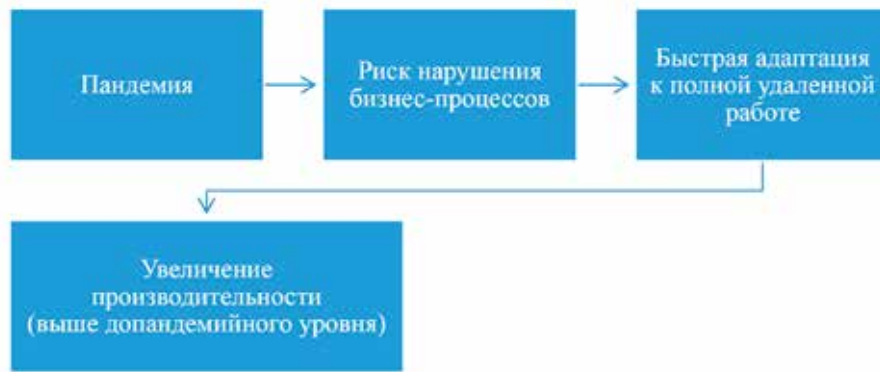 Пандемия
Риск нарушения
бизнес-процессов
Быстрая адаптация
к полной удаленной
работе
Увеличение
производительности
(выше допандемийного уровня)